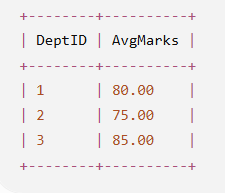 +--------+----------+
| DeptID | AvgMarks |
+--------+----------+
| 1      | 80.00    |
| 2      | 75.00    |
| 3      | 85.00    |
+--------+----------+